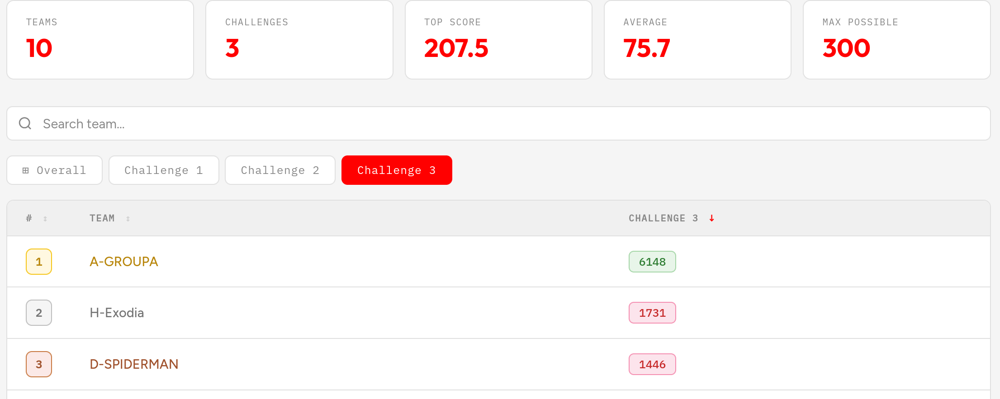 TEAMS
10
CHALLENGES
3
TOP SCORE
207.5
AVERAGE
75.7
MAX POSSIBLE
300
Search team...
⊞ Overall
Challenge 1
Challenge 2
Challenge 3
# ↕ TEAM ↕ CHALLENGE 3 ↓
1 A-GROUPA 6148
2 H-Exodia 1731
3 D-SPIDERMAN 1446